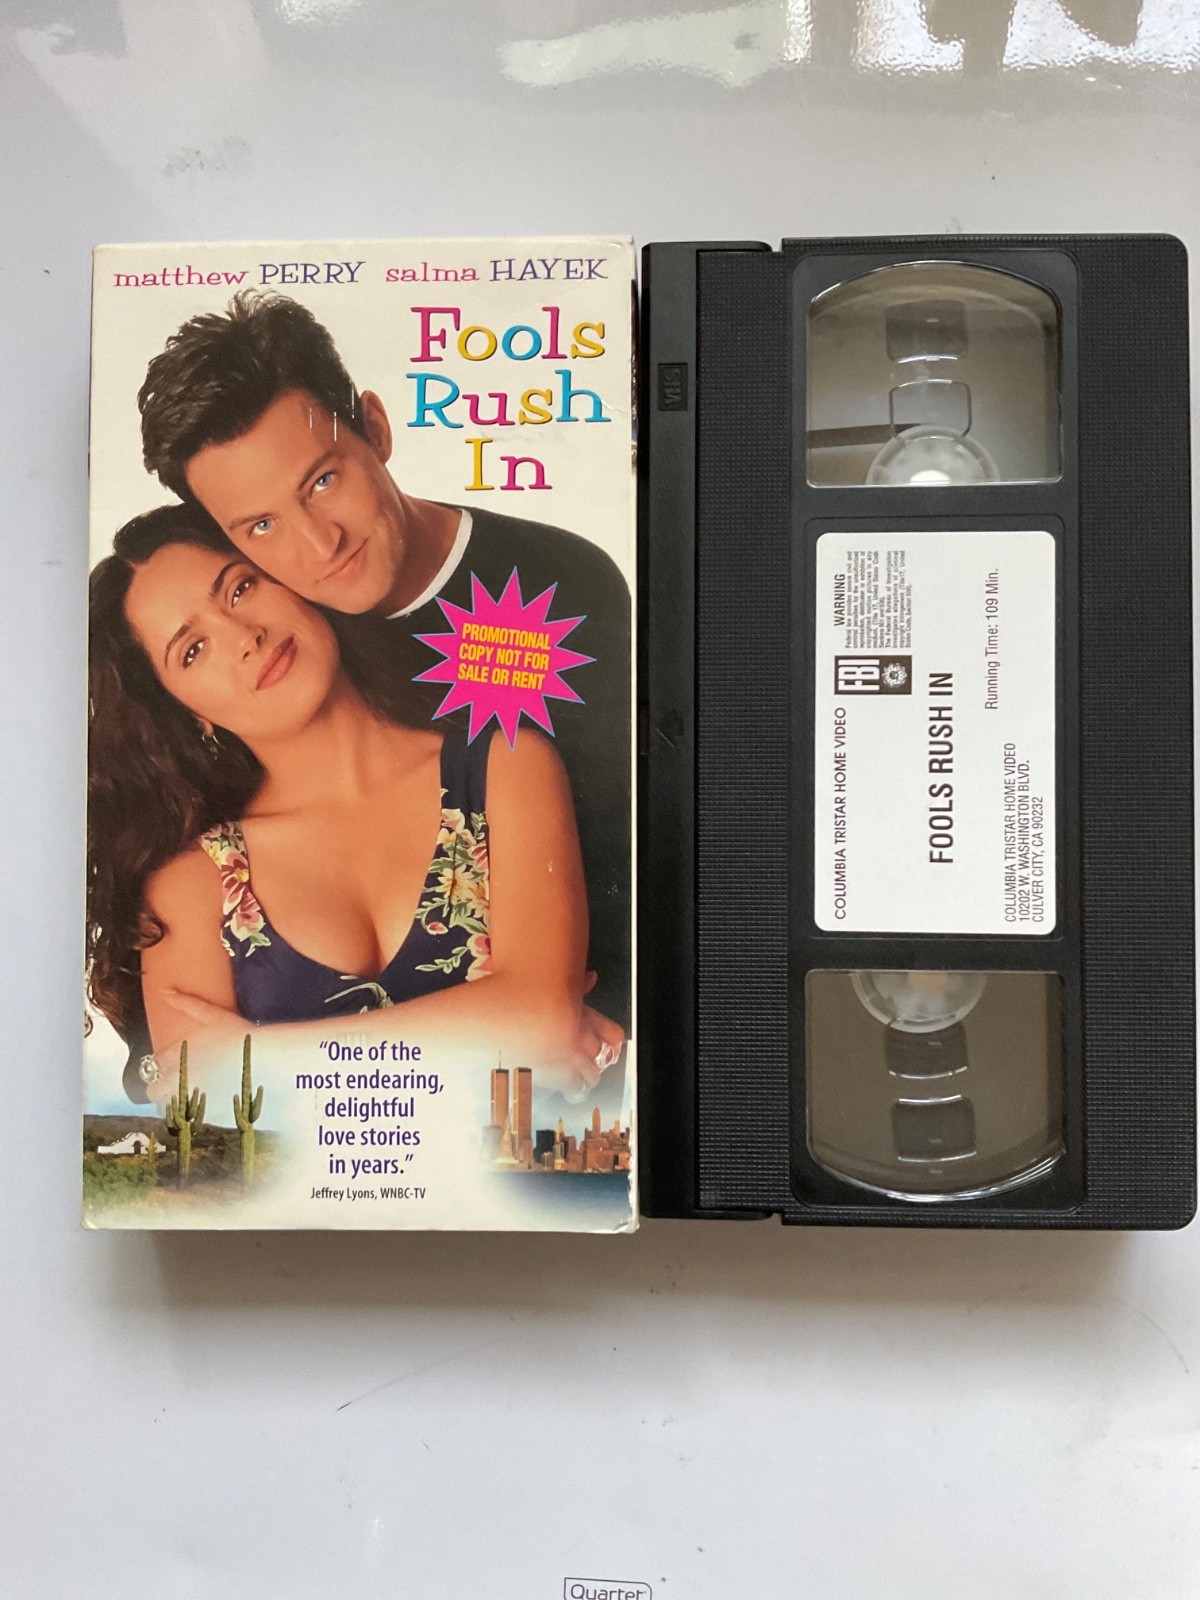 matthew PERRY salma HAYEK
Fools
Rush
In
PROMOTIONAL
COPY NOT FOR
SALE OR RENT
"One of the
most endearing,
delightful
love stories
in years."
Jeffrey Lyons, WNBC-TV
VHS
COLUMBIA TRISTAR HOME VIDEO
FBI
WARNING
FOOLS RUSH IN
Running Time: 109 Min.
COLUMBIA TRISTAR HOME VIDEO
10202 W. WASHINGTON BLVD.
CULVER CITY, CA 90232
Quartet